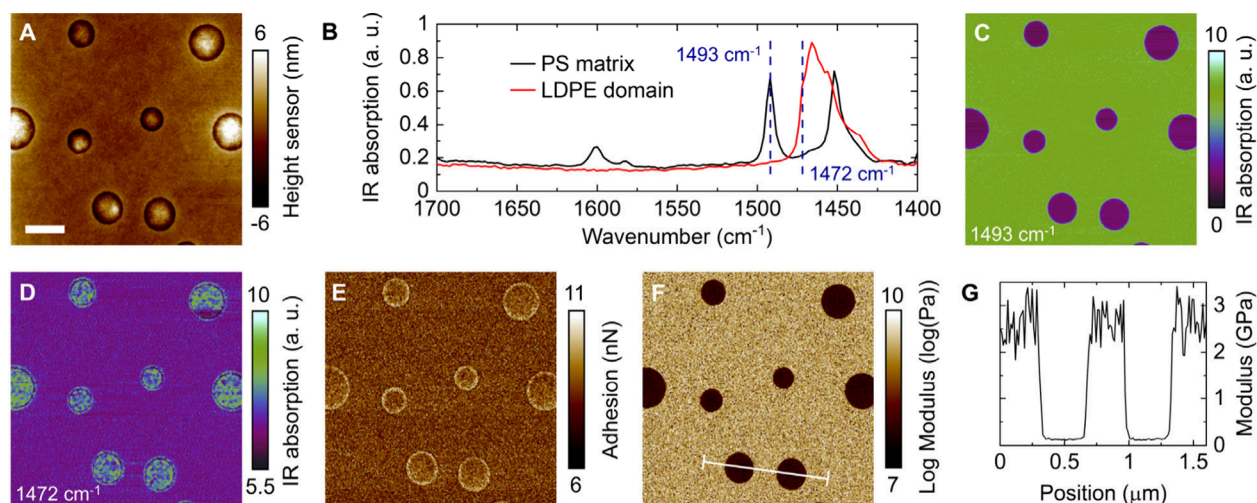 A
6
-6
Height sensor (nm)
B
IR absorption (a. u.)
1
0.8
0.6
0.4
0.2
0
1493 cm⁻¹
PS matrix
LDPE domain
1472 cm⁻¹
1700
1650
1600
1550
1500
1450
1400
Wavenumber (cm⁻¹)
C
1493 cm⁻¹
10
0
IR absorption (a. u.)
D
1472 cm⁻¹
10
5.5
IR absorption (a. u.)
E
11
6
Adhesion (nN)
F
10
7
Log Modulus (log(Pa))
G
3
2
1
0
Modulus (GPa)
0.0
0.5
1.0
1.5
Position (μm)